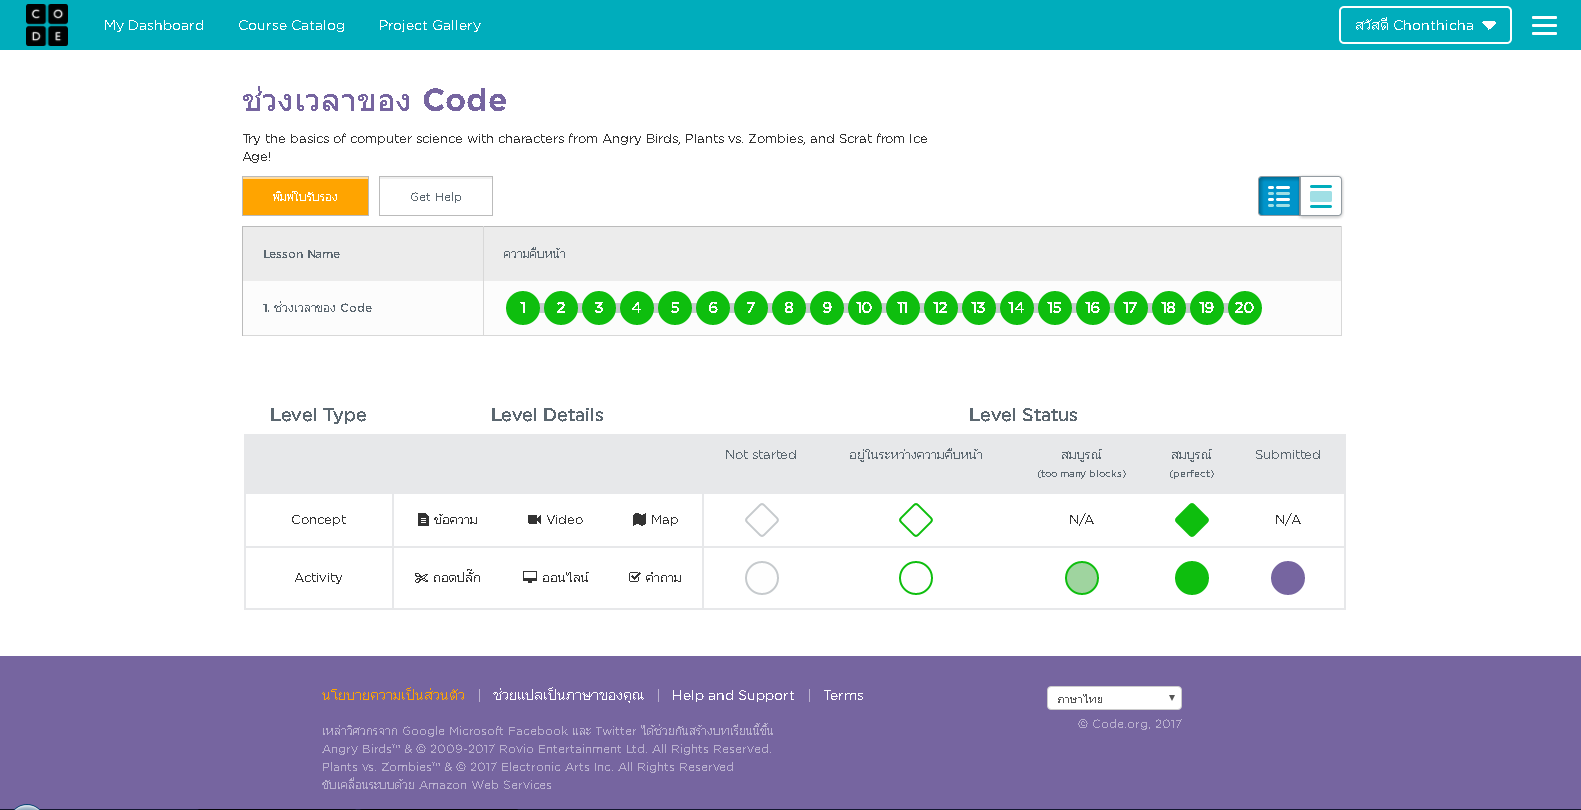 C O
D E
My Dashboard Course Catalog Project Gallery สวัสดี Chonthicha
ช่วงเวลาของ Code
Try the basics of computer science with characters from Angry Birds, Plants vs. Zombies, and Scrat from Ice
Age!
พิมพ์ใบรับรอง Get Help
Lesson Name ความคืบหน้า
1. ช่วงเวลาของ Code 1 2 3 4 5 6 7 8 9 10 11 12 13 14 15 16 17 18 19 20
Level Type Level Details Level Status
Not started อยู่ในระหว่างความคืบหน้า สมบูรณ์ สมบูรณ์ Submitted
(too many blocks) (perfect)
Concept ข้อความ Video Map N/A N/A
Activity ถอดปลั๊ก ออนไลน์ คำถาม
นโยบายความเป็นส่วนตัว | ช่วยแปลเป็นภาษาของคุณ | Help and Support | Terms ภาษาไทย
© Code.org, 2017
เหล่าวิศวกรจาก Google Microsoft Facebook และ Twitter ได้ช่วยกันสร้างบทเรียนนี้ขึ้น
Angry Birds™ & © 2009-2017 Rovio Entertainment Ltd. All Rights Reserved.
Plants vs. Zombies™ & © 2017 Electronic Arts Inc. All Rights Reserved
ขับเคลื่อนระบบด้วย Amazon Web Services